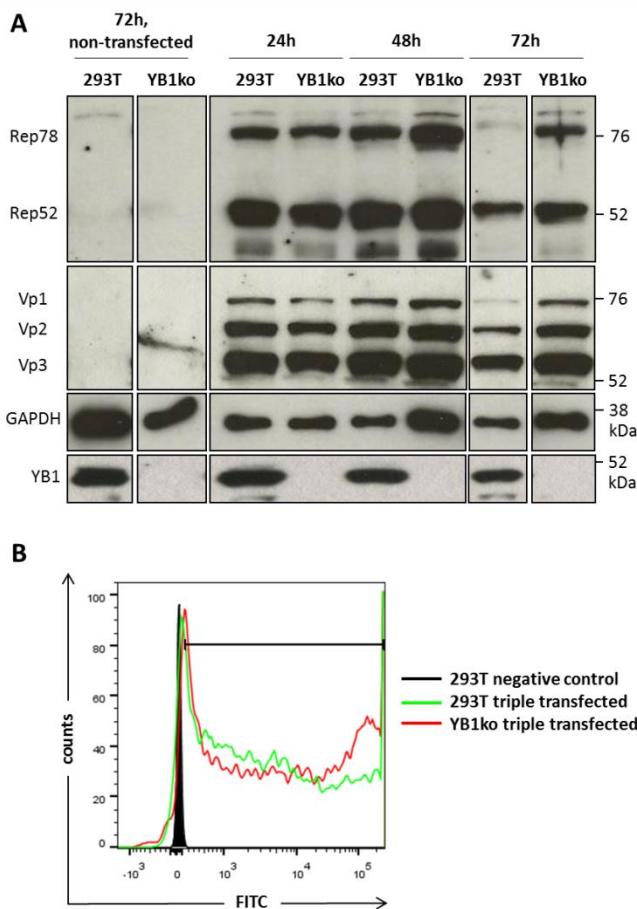 A
72h,
non-transfected
24h
48h
72h
293T YB1ko 293T YB1ko 293T YB1ko 293T YB1ko
Rep78 76
Rep52 52
Vp1 76
Vp2
Vp3 52
GAPDH 38
kDa
YB1 52
kDa
B
100
80
60
40
20
0
counts
-10³ 0 10³ 10⁴ 10⁵
FITC
293T negative control
293T triple transfected
YB1ko triple transfected